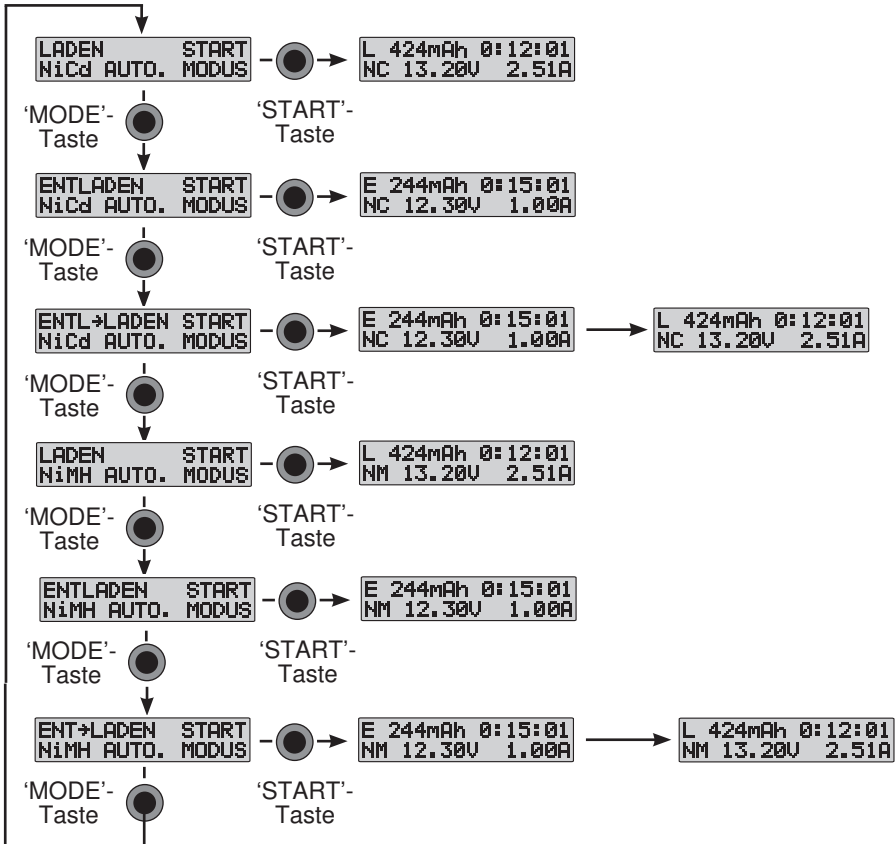 LADEN START
NiCd AUTO. MODUS
L 424mAh 0:12:01
NC 13.20V 2.51A
'MODE'-
Taste
'START'-
Taste
ENTLADEN START
NiCd AUTO. MODUS
E 244mAh 0:15:01
NC 12.30V 1.00A
'MODE'-
Taste
'START'-
Taste
ENTL→LADEN START
NiCd AUTO. MODUS
E 244mAh 0:15:01
NC 12.30V 1.00A
L 424mAh 0:12:01
NC 13.20V 2.51A
'MODE'-
Taste
'START'-
Taste
LADEN START
NiMH AUTO. MODUS
L 424mAh 0:12:01
NM 13.20V 2.51A
'MODE'-
Taste
'START'-
Taste
ENTLADEN START
NiMH AUTO. MODUS
E 244mAh 0:15:01
NM 12.30V 1.00A
'MODE'-
Taste
'START'-
Taste
ENT→LADEN START
NiMH AUTO. MODUS
E 244mAh 0:15:01
NM 12.30V 1.00A
L 424mAh 0:12:01
NM 13.20V 2.51A
'MODE'-
Taste
'START'-
Taste